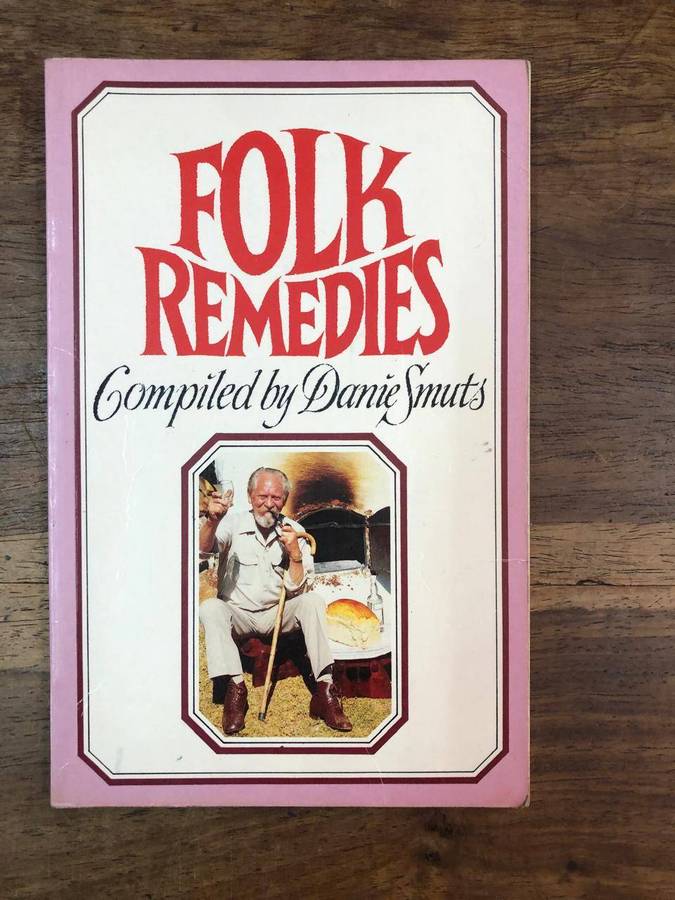 FOLK
REMEDIES
Compiled by Danie Smuts